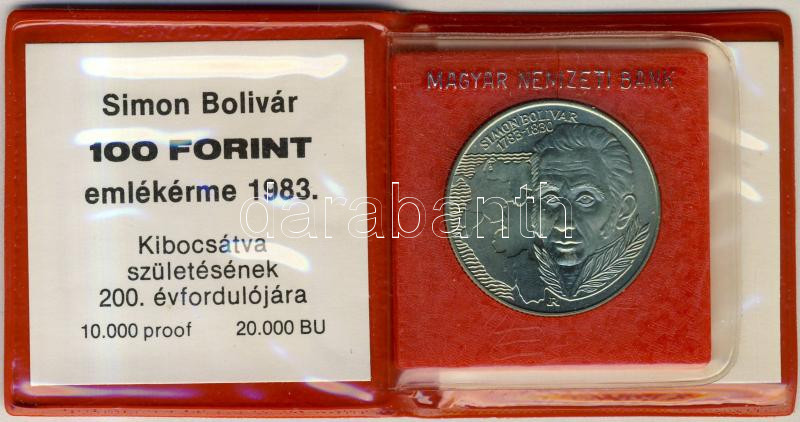 Simon Bolivár
100 FORINT
emlékérme 1983.
Kibocsátva
születésének
200. évfordulójára
10.000 proof 20.000 BU
MAGYAR NEMZETI BANK
SIMON BOLIVAR
1783-1830
R
darabanth